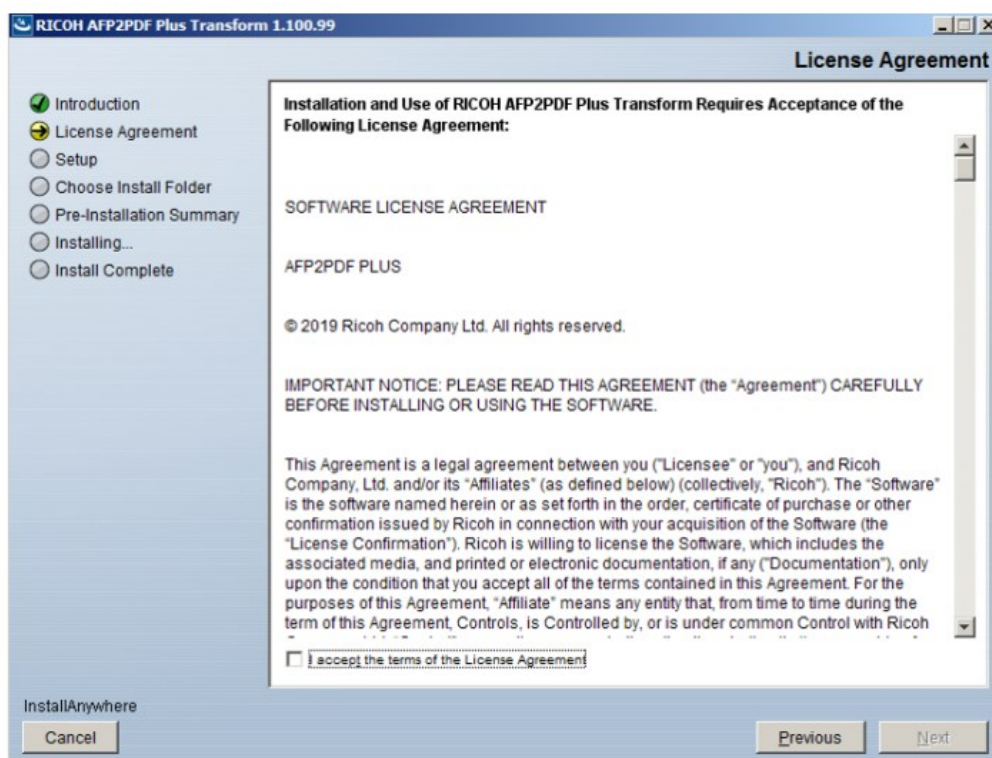 RICOH AFP2PDF Plus Transform 1.100.99
License Agreement
Introduction
License Agreement
Setup
Choose Install Folder
Pre-Installation Summary
Installing...
Install Complete
Installation and Use of RICOH AFP2PDF Plus Transform Requires Acceptance of the
Following License Agreement:
SOFTWARE LICENSE AGREEMENT
AFP2PDF PLUS
© 2019 Ricoh Company Ltd. All rights reserved.
IMPORTANT NOTICE: PLEASE READ THIS AGREEMENT (the “Agreement”) CAREFULLY
BEFORE INSTALLING OR USING THE SOFTWARE.
This Agreement is a legal agreement between you ("Licensee" or "you"), and Ricoh
Company, Ltd. and/or its “Affiliates” (as defined below) (collectively, "Ricoh"). The “Software”
is the software named herein or as set forth in the order, certificate of purchase or other
confirmation issued by Ricoh in connection with your acquisition of the Software (the
“License Confirmation”). Ricoh is willing to license the Software, which includes the
associated media, and printed or electronic documentation, if any ("Documentation"), only
upon the condition that you accept all of the terms contained in this Agreement. For the
purposes of this Agreement, “Affiliate” means any entity that, from time to time during the
term of this Agreement, Controls, is Controlled by, or is under common Control with Ricoh
I accept the terms of the License Agreement
InstallAnywhere
Cancel
Previous
Next